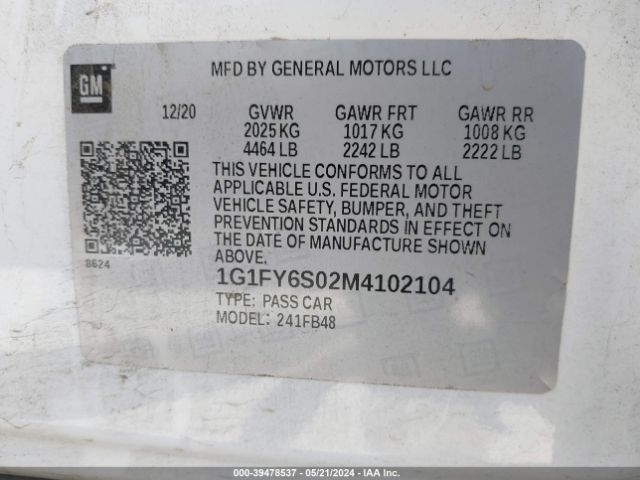 GM
MFD BY GENERAL MOTORS LLC
12/20 GVWR GAWR FRT GAWR RR
2025 KG 1017 KG 1008 KG
4464 LB 2242 LB 2222 LB
THIS VEHICLE CONFORMS TO ALL
APPLICABLE U.S. FEDERAL MOTOR
VEHICLE SAFETY, BUMPER, AND THEFT
PREVENTION STANDARDS IN EFFECT ON
THE DATE OF MANUFACTURE SHOWN
ABOVE.
8624
1G1FY6S02M4102104
TYPE: PASS CAR
MODEL: 241FB48
000-39478537 - 05/21/2024 - IAA Inc.